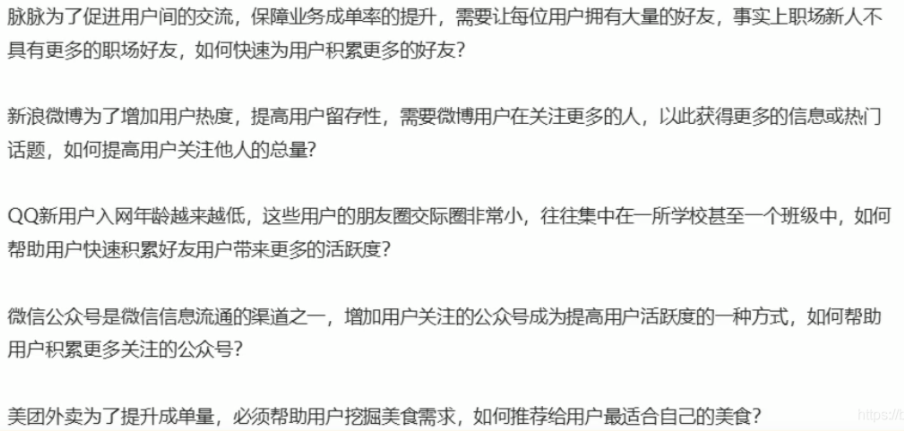 脉脉为了促进用户间的交流，保障业务成单率的提升，需要让每位用户拥有大量的好友，事实上职场新人不
具有更多的职场好友，如何快速为用户积累更多的好友？
新浪微博为了增加用户热度，提高用户留存性，需要微博用户在关注更多的人，以此获得更多的信息或热门
话题，如何提高用户关注他人的总量？
QQ新用户入网年龄越来越低，这些用户的朋友圈交际圈非常小，往往集中在一所学校甚至一个班级中，如何
帮助用户快速积累好友用户带来更多的活跃度？
微信公众号是微信信息流通的渠道之一，增加用户关注的公众号成为提高用户活跃度的一种方式，如何帮助
用户积累更多关注的公众号？
美团外卖为了提升成单量，必须帮助用户挖掘美食需求，如何推荐给用户最适合自己的美食？
https://b